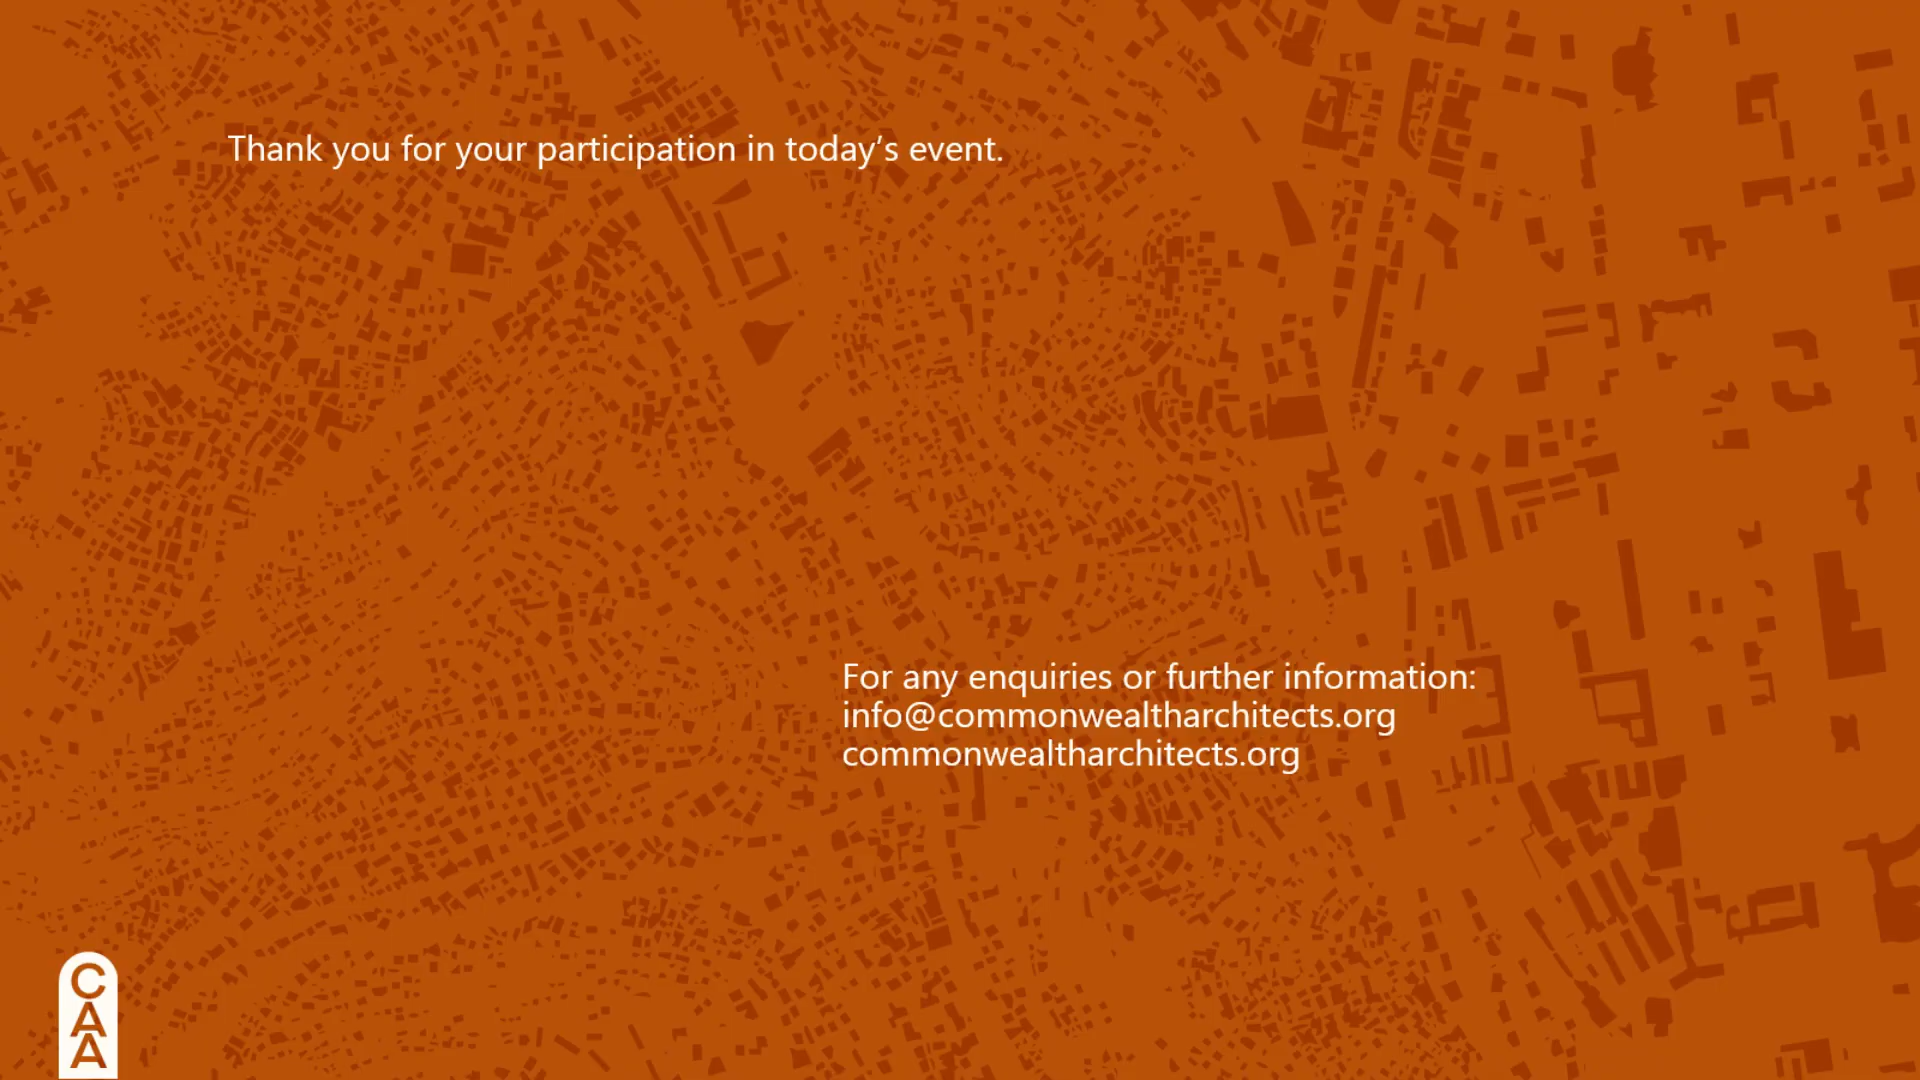 Thank you for your participation in today’s event.
For any enquiries or further information:
info@commonwealtharchitects.org
commonwealtharchitects.org
C
A
A